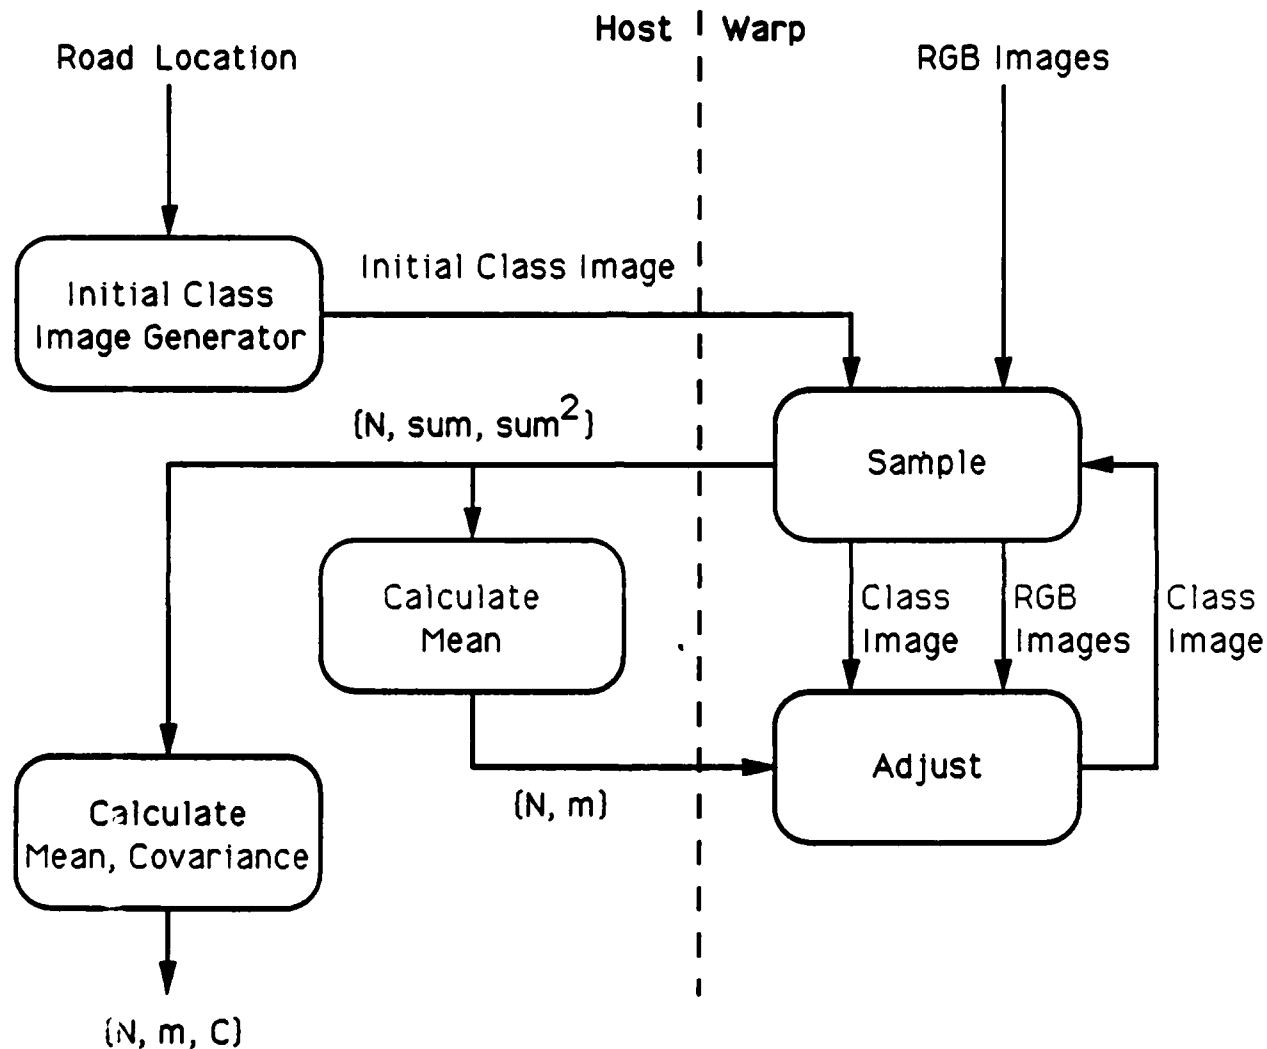 Host
Warp
Road Location
RGB Images
Initial Class Image
Initial Class
Image Generator
{N, sum, sum²}
Sample
Calculate
Mean
Class
Image
RGB
Images
Class
Image
Adjust
{N, m}
Calculate
Mean, Covariance
{N, m, C}